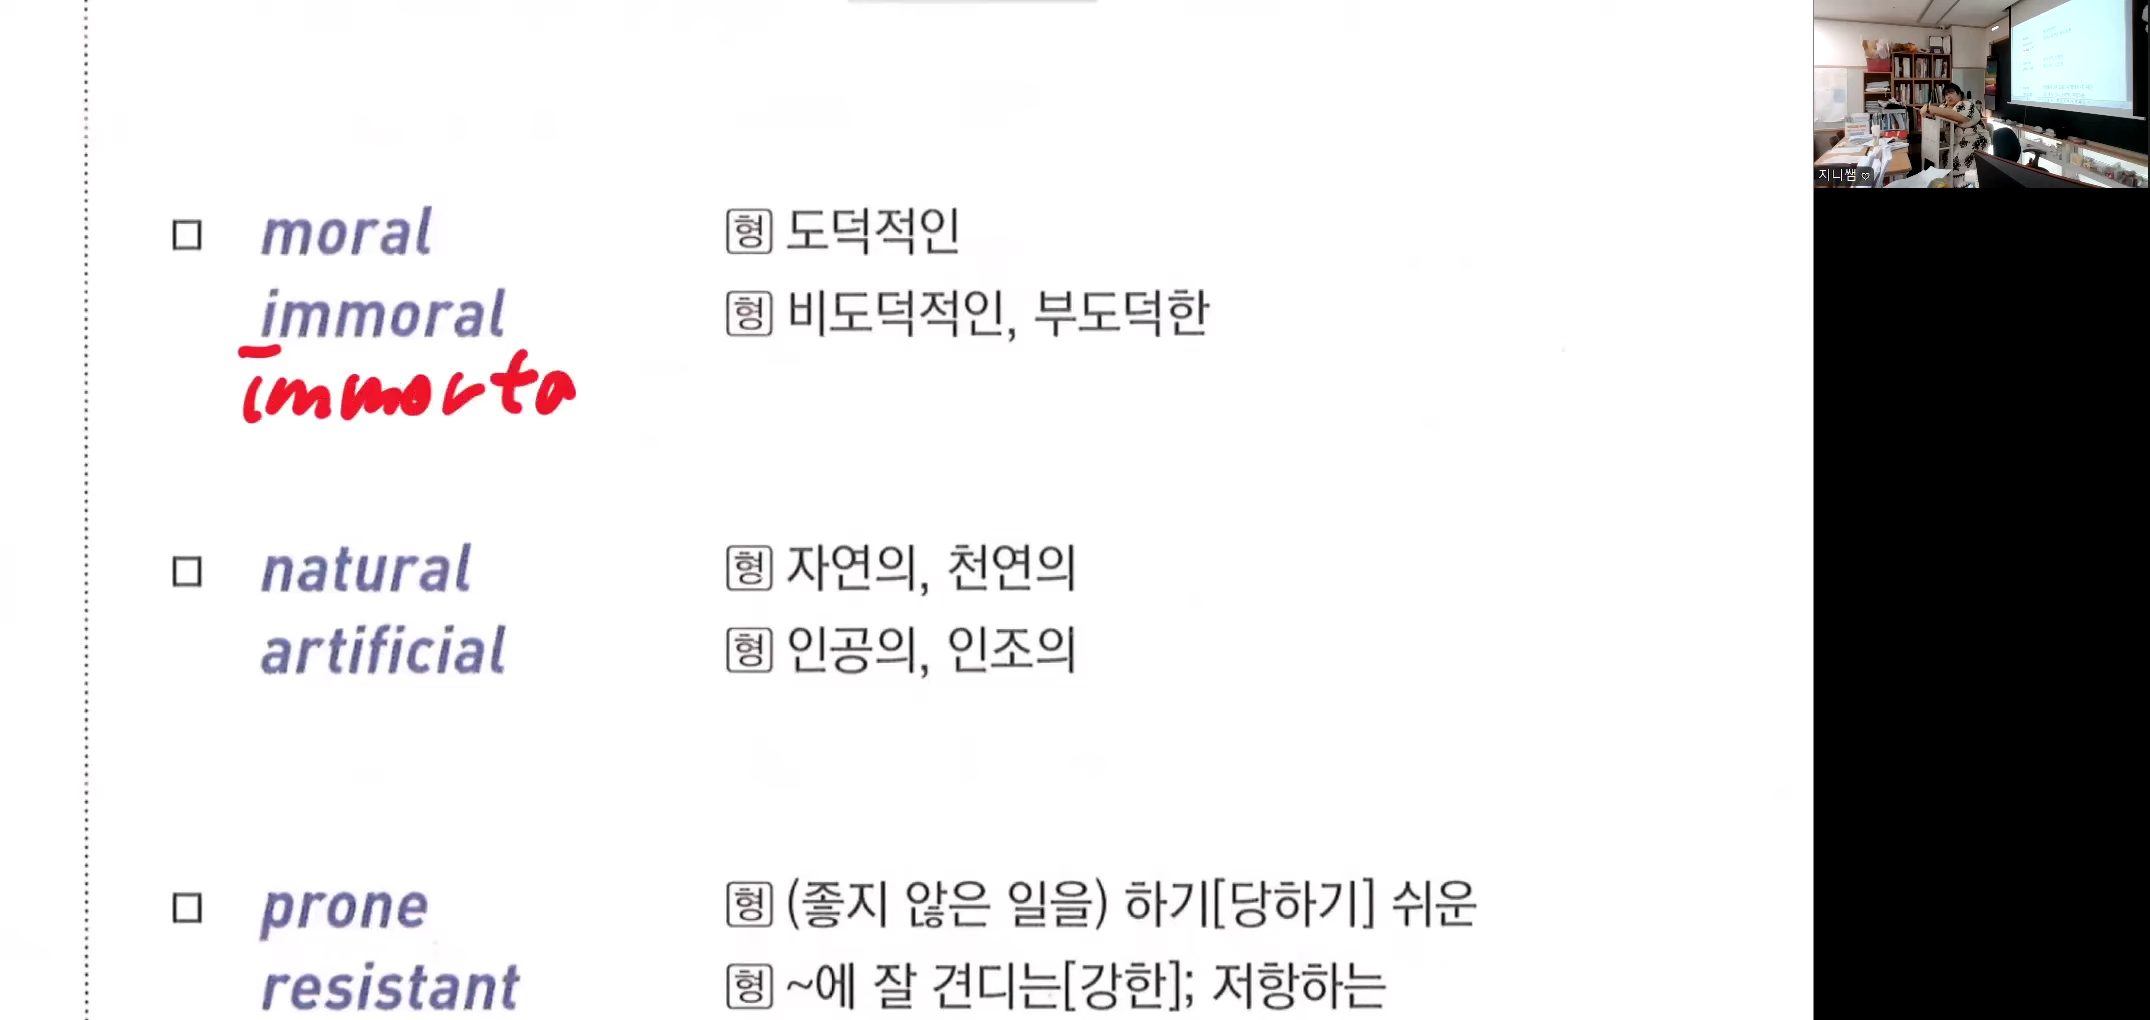 □ moral 형 도덕적인
immoral 형 비도덕적인, 부도덕한
immorta
□ natural 형 자연의, 천연의
artificial 형 인공의, 인조의
□ prone 형 (좋지 않은 일을) 하기[당하기] 쉬운
resistant 형 ~에 잘 견디는[강한]; 저항하는
지니쌤♡